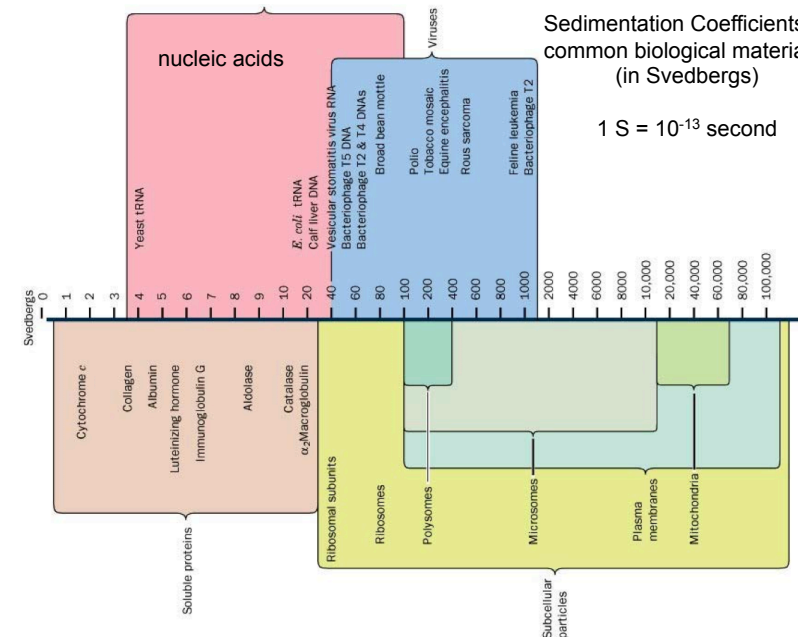 Sedimentation Coefficients
common biological materia
(in Svedbergs)
1 S = 10⁻¹³ second
nucleic acids
Viruses
Yeast tRNA
E. coli tRNA
Calf liver DNA
Vesicular stomatitis virus RNA
Bacteriophage T5 DNA
Bacteriophage T2 & T4 DNAs
Broad bean mottle
Polio
Tobacco mosaic
Equine encephalitis
Rous sarcoma
Feline leukemia
Bacteriophage T2
Svedbergs
0
1
2
3
4
5
6
7
8
9
10
20
40
60
80
100
200
400
600
800
1000
2000
4000
6000
10,000
20,000
40,000
60,000
80,000
100,000
Cytochrome c
Collagen
Albumin
Luteinizing hormone
Immunoglobulin G
Aldolase
Catalase
α₂Macroglobulin
Ribosomal subunits
Ribosomes
Polysomes
Microsomes
Plasma
membranes
Mitochondria
Soluble proteins
Subcellular
particles